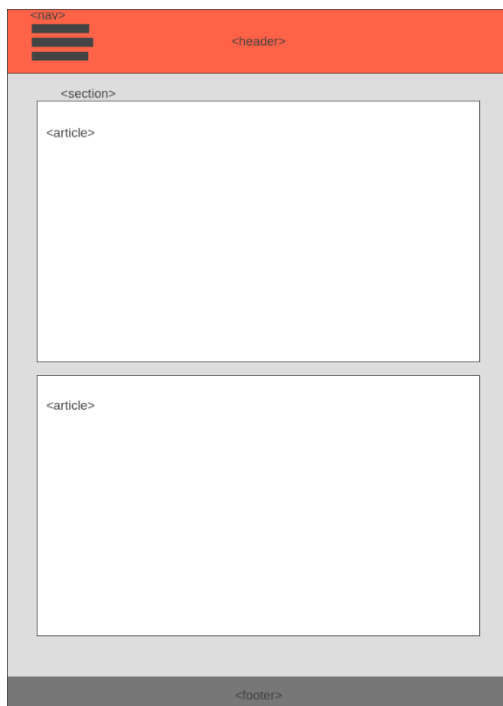 <nav>
<header>
<section>
<article>
<article>
<footer>